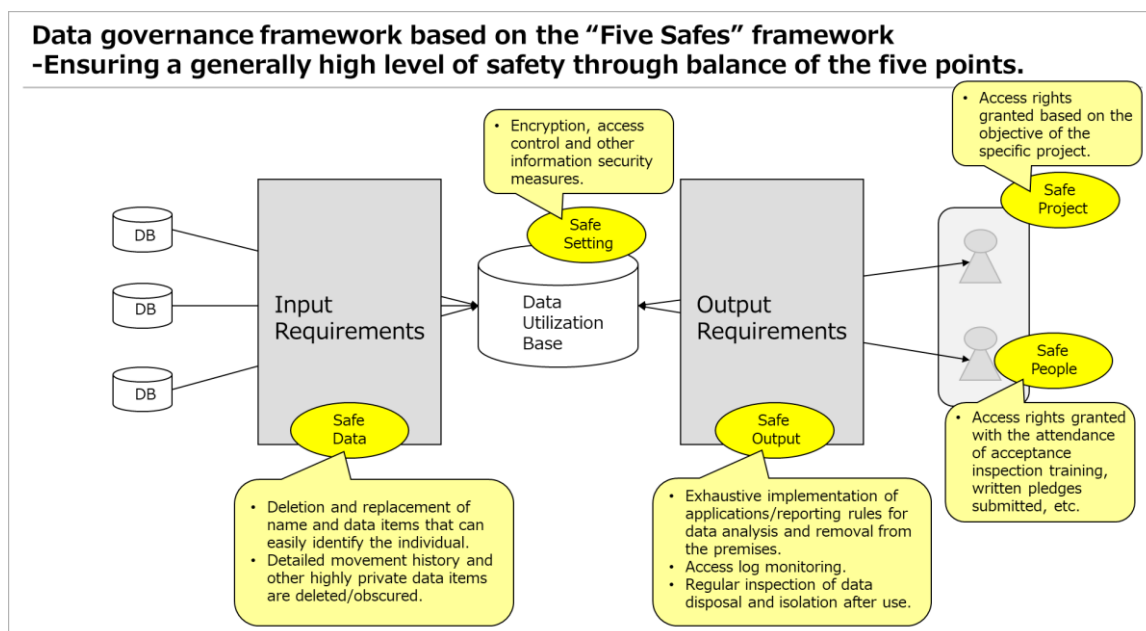 Data governance framework based on the “Five Safes” framework
-Ensuring a generally high level of safety through balance of the five points.
• Access rights
granted based on the
objective of the
specific project.
• Encryption, access
control and other
information security
measures.
Safe
Project
Safe
Setting
DB
DB
DB
Input
Requirements
Data
Utilization
Base
Output
Requirements
Safe
People
Safe
Data
Safe
Output
• Access rights granted
with the attendance
of acceptance
inspection training,
written pledges
submitted, etc.
• Deletion and replacement of
name and data items that can
easily identify the individual.
• Detailed movement history and
other highly private data items
are deleted/obscured.
• Exhaustive implementation of
applications/reporting rules for
data analysis and removal from
the premises.
• Access log monitoring.
• Regular inspection of data
disposal and isolation after use.